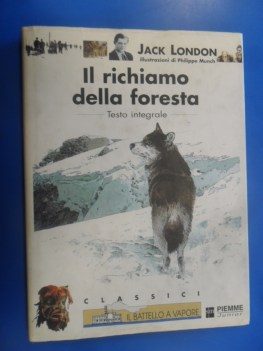 JACK LONDON
illustrazioni di Philippe Munch
Il richiamo
della foresta
Testo integrale
CLASSICI
IL BATTELLO A VAPORE
PIEMME